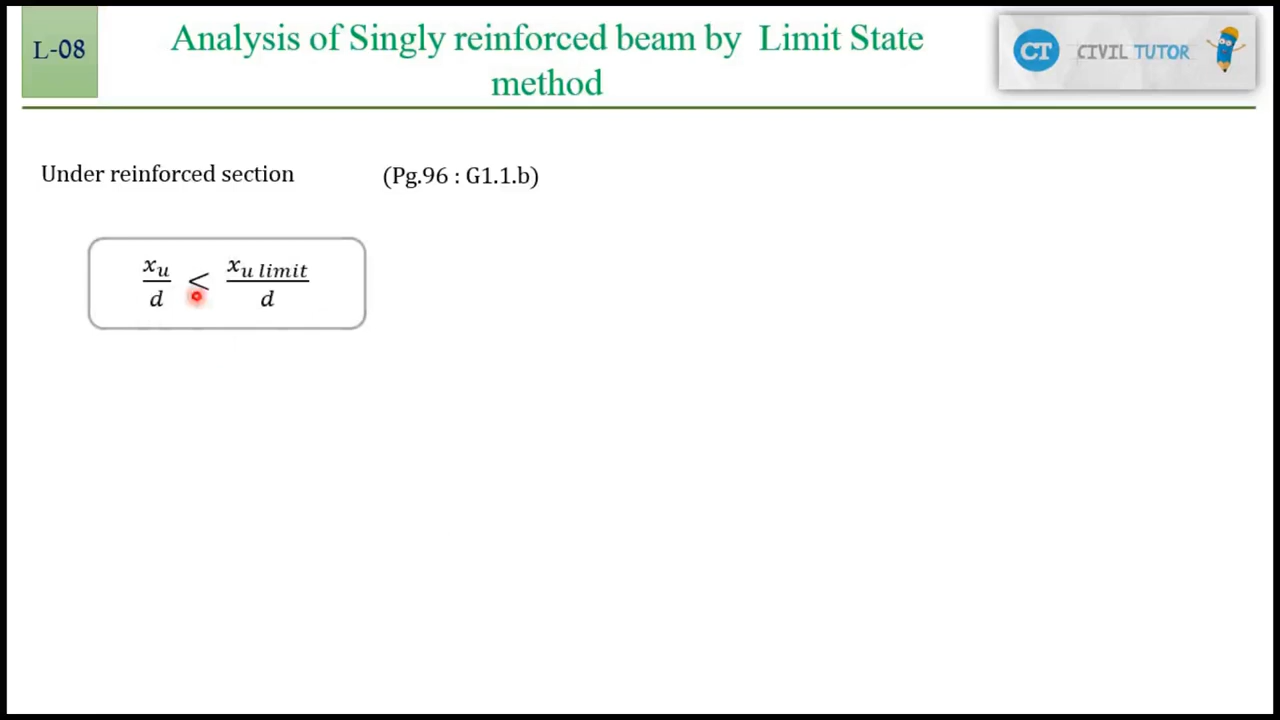 L-08
Analysis of Singly reinforced beam by Limit State
method
CT CIVIL TUTOR
Under reinforced section (Pg.96 : G1.1.b)
x_u/d < x_{u limit}/d